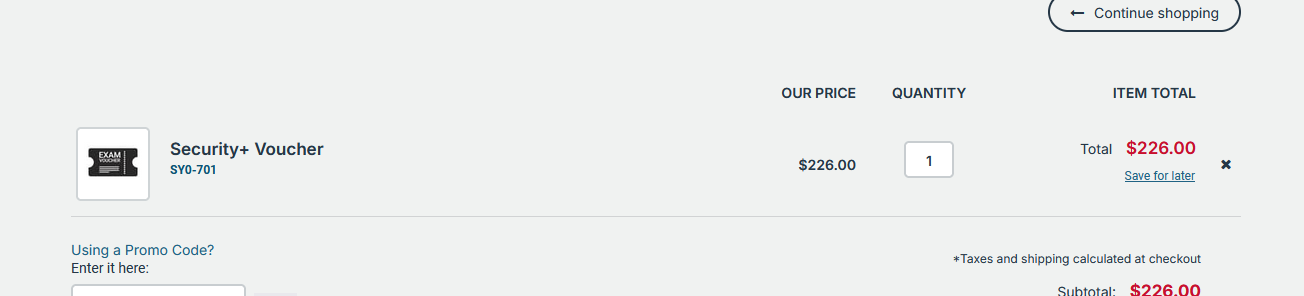 ← Continue shopping
OUR PRICE QUANTITY ITEM TOTAL
EXAM
VOUCHER
Security+ Voucher
SY0-701
$226.00
1
Total $226.00
Save for later
Using a Promo Code?
Enter it here:
*Taxes and shipping calculated at checkout
Subtotal: $226.00